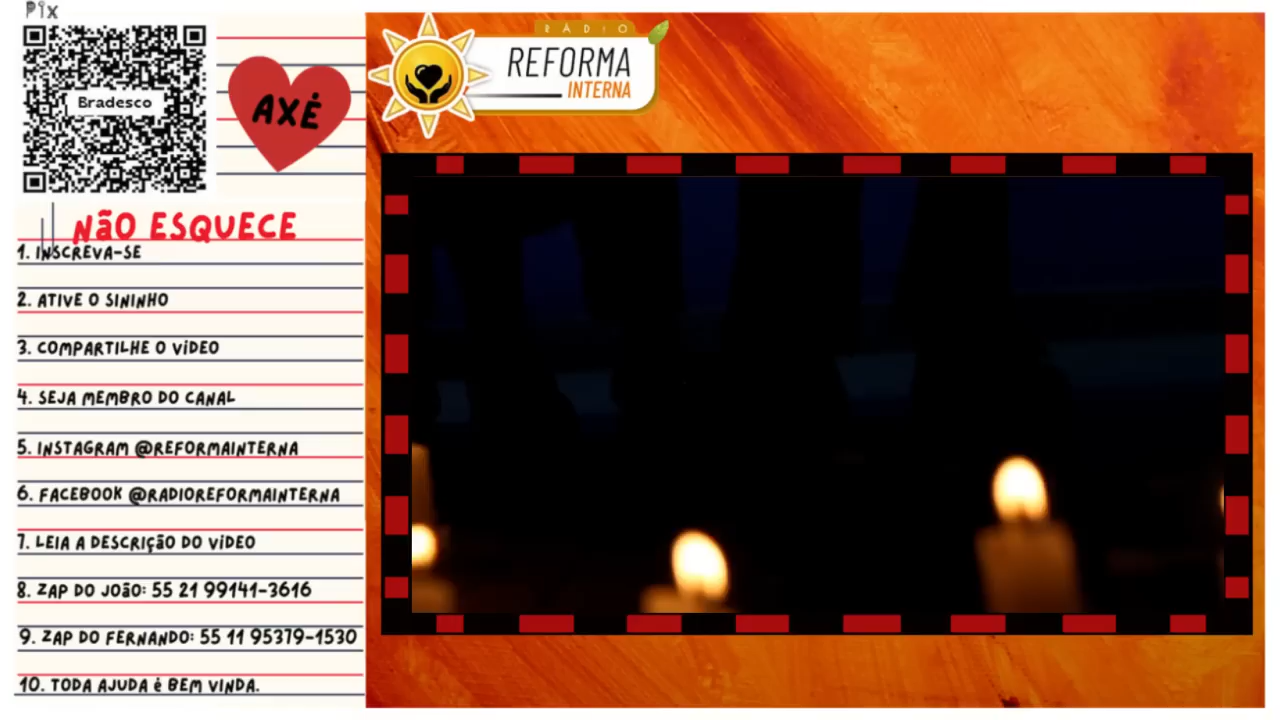 Pix
Bradesco
AXÉ
NÃO ESQUECE
1. INSCREVA-SE
2. ATIVE O SININHO
3. COMPARTILHE O VÍDEO
4. SEJA MEMBRO DO CANAL
5. INSTAGRAM @REFORMAINTERNA
6. FACEBOOK @RADIOREFORMAINTERNA
7. LEIA A DESCRIÇÃO DO VÍDEO
8. ZAP DO JOÃO: 55 21 99141-3616
9. ZAP DO FERNANDO: 55 11 95379-1530
10. TODA AJUDA É BEM VINDA.
RÁDIO
REFORMA
INTERNA